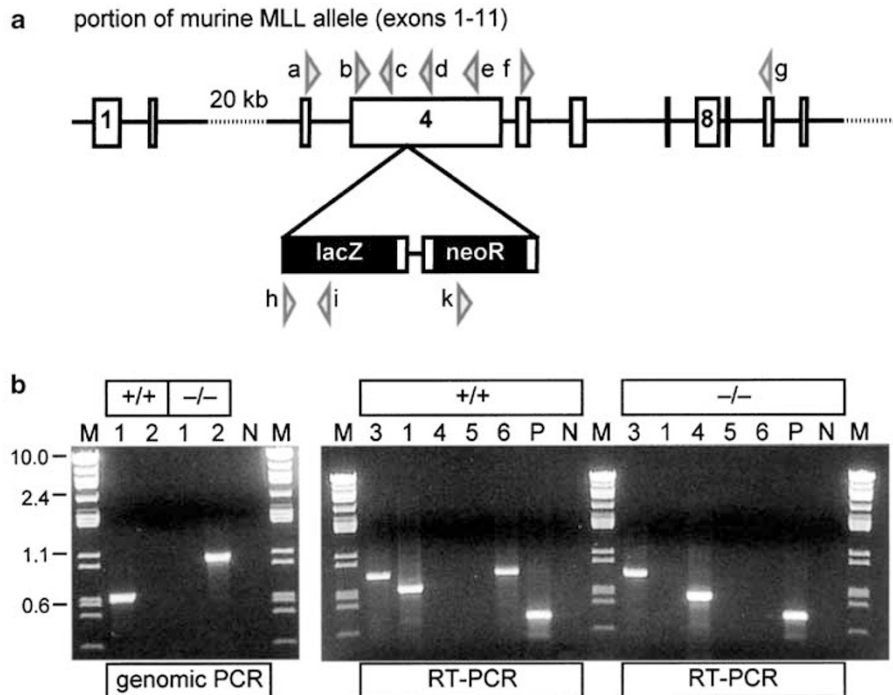 a portion of murine MLL allele (exons 1-11)
a b c d e f g
20 kb
1 4 8
lacZ neoR
h i k
b
+/+ –/– +/+ –/–
M 1 2 1 2 N M M 3 1 4 5 6 P N M 3 1 4 5 6 P N M
10.0
2.4
1.1
0.6
genomic PCR RT-PCR RT-PCR